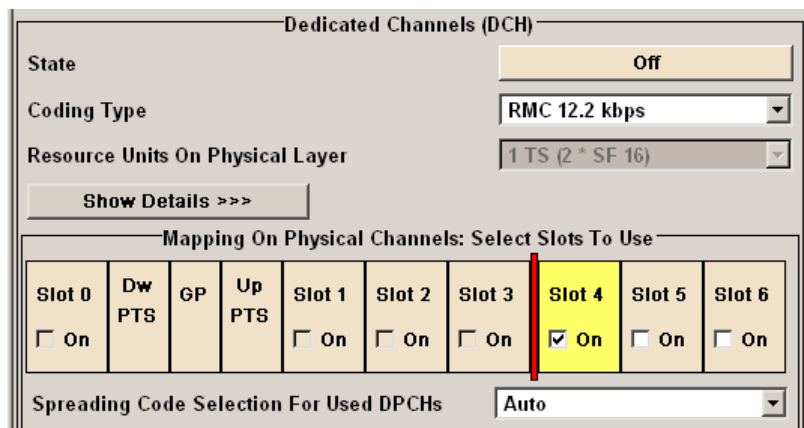 Dedicated Channels (DCH)
State Off
Coding Type RMC 12.2 kbps
Resource Units On Physical Layer 1 TS (2 * SF 16)
Show Details >>>
Mapping On Physical Channels: Select Slots To Use
Slot 0 Dw PTS GP Up PTS Slot 1 Slot 2 Slot 3 Slot 4 Slot 5 Slot 6
On On On On On On On
Spreading Code Selection For Used DPCHs Auto